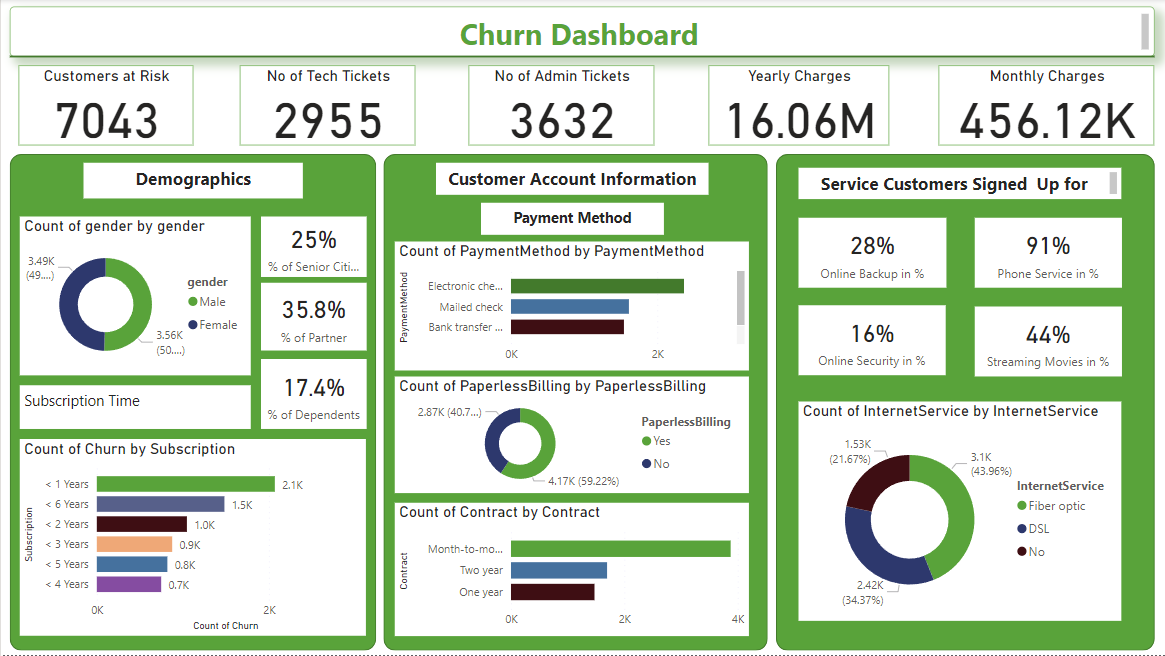 Churn Dashboard
Customers at Risk
7043
No of Tech Tickets
2955
No of Admin Tickets
3632
Yearly Charges
16.06M
Monthly Charges
456.12K
Demographics
Count of gender by gender
3.49K
(49....)
3.56K
(50....)
gender
Male
Female
25%
% of Senior Citi...
35.8%
% of Partner
17.4%
% of Dependents
Subscription Time
Count of Churn by Subscription
Subscription
< 1 Years
2.1K
< 6 Years
1.5K
< 2 Years
1.0K
< 3 Years
0.9K
< 5 Years
0.8K
< 4 Years
0.7K
0K
2K
Count of Churn
Customer Account Information
Payment Method
Count of PaymentMethod by PaymentMethod
PaymentMethod
Electronic che...
Mailed check
Bank transfer ...
0K
2K
Count of PaperlessBilling by PaperlessBilling
2.87K (40.7...)
4.17K (59.22%)
PaperlessBilling
Yes
No
Count of Contract by Contract
Contract
Month-to-mo...
Two year
One year
0K
2K
4K
Service Customers Signed  Up for
28%
Online Backup in %
91%
Phone Service in %
16%
Online Security in %
44%
Streaming Movies in %
Count of InternetService by InternetService
1.53K
(21.67%)
3.1K
(43.96%)
2.42K
(34.37%)
InternetService
Fiber optic
DSL
No